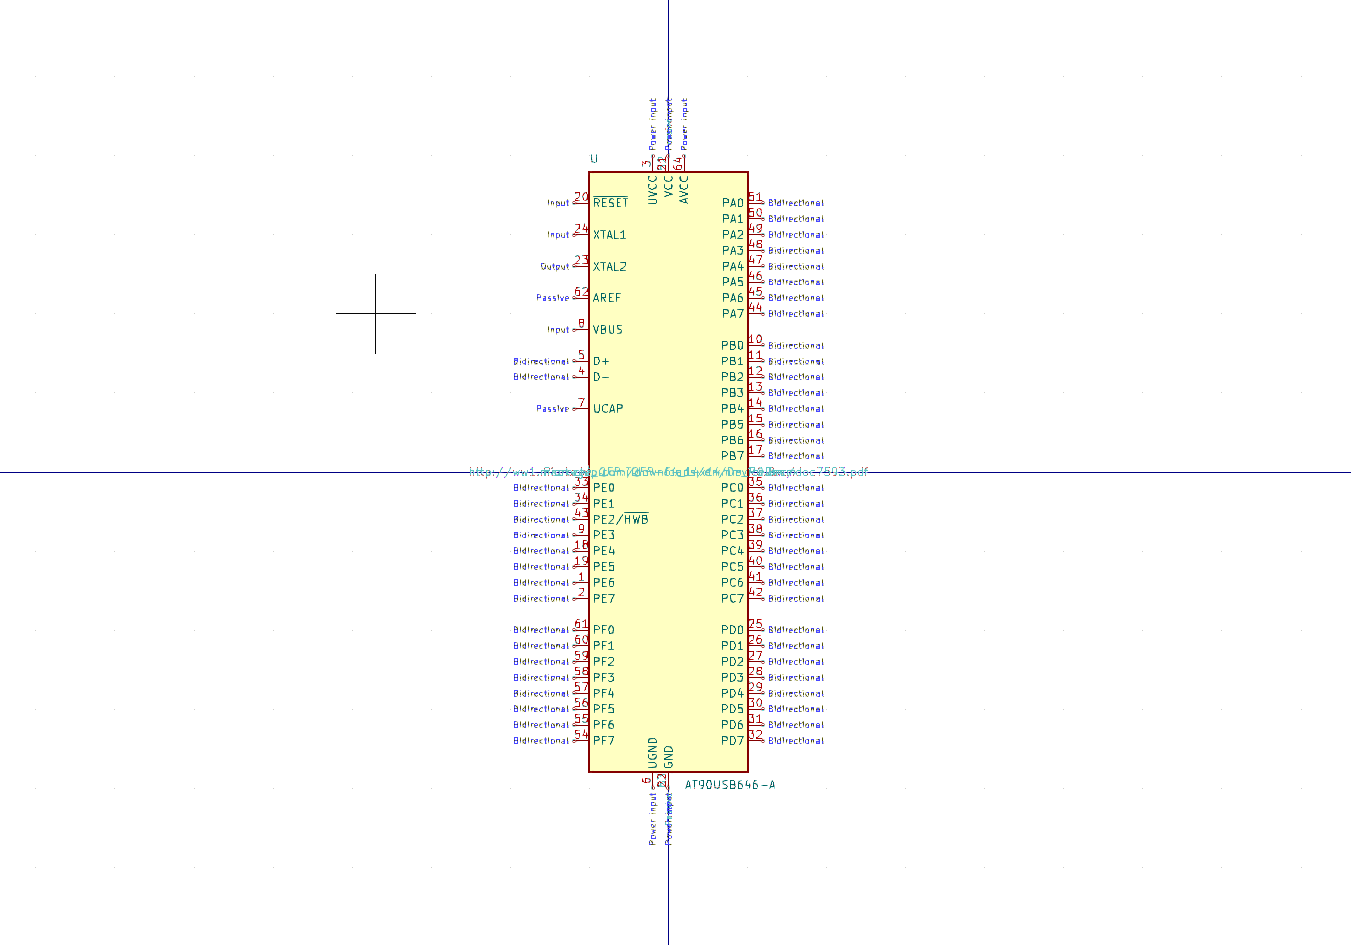 Power input Power input Power input
U 3 21 64
UVCC VCC AVCC
Input 20 RESET PA0 51 Bidirectional
PA1 50 Bidirectional
Input 24 XTAL1 PA2 49 Bidirectional
PA3 48 Bidirectional
Output 23 XTAL2 PA4 47 Bidirectional
PA5 46 Bidirectional
Passive 62 AREF PA6 45 Bidirectional
PA7 44 Bidirectional
Input 8 VBUS
PB0 10 Bidirectional
Bidirectional 5 D+ PB1 11 Bidirectional
Bidirectional 4 D- PB2 12 Bidirectional
PB3 13 Bidirectional
Passive 7 UCAP PB4 14 Bidirectional
PB5 15 Bidirectional
PB6 16 Bidirectional
PB7 17 Bidirectional
Bidirectional 33 PE0 PC0 35 Bidirectional
Bidirectional 34 PE1 PC1 36 Bidirectional
Bidirectional 43 PE2/HWB PC2 37 Bidirectional
Bidirectional 9 PE3 PC3 38 Bidirectional
Bidirectional 18 PE4 PC4 39 Bidirectional
Bidirectional 19 PE5 PC5 40 Bidirectional
Bidirectional 1 PE6 PC6 41 Bidirectional
Bidirectional 2 PE7 PC7 42 Bidirectional
Bidirectional 61 PF0 PD0 25 Bidirectional
Bidirectional 60 PF1 PD1 26 Bidirectional
Bidirectional 59 PF2 PD2 27 Bidirectional
Bidirectional 58 PF3 PD3 28 Bidirectional
Bidirectional 57 PF4 PD4 29 Bidirectional
Bidirectional 56 PF5 PD5 30 Bidirectional
Bidirectional 55 PF6 PD6 31 Bidirectional
Bidirectional 54 PF7 PD7 32 Bidirectional
UGND GND
6 22 AT90USB646-A
Power input Power input